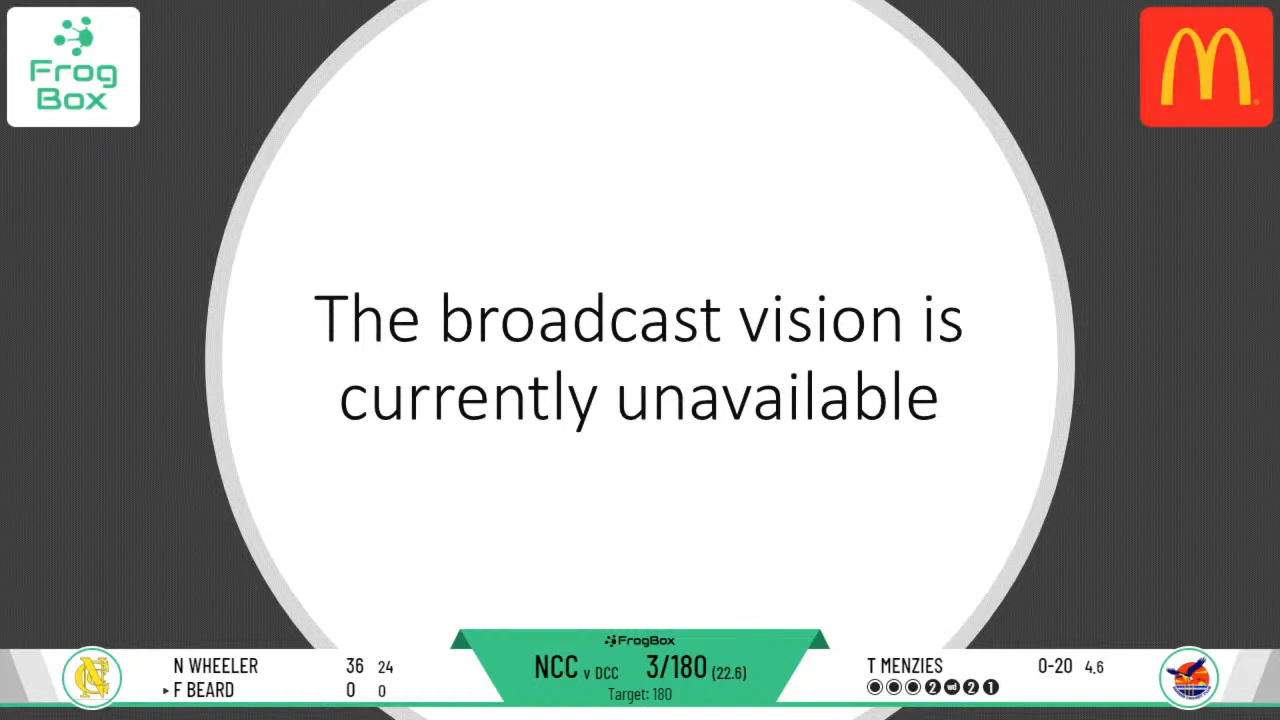 Frog
Box
The broadcast vision is
currently unavailable
FrogBox
N WHEELER 36 24
F BEARD 0 0
NCC v DCC 3/180 (22.6)
Target: 180
T MENZIES 0-20 4.6
2 wd 2 1